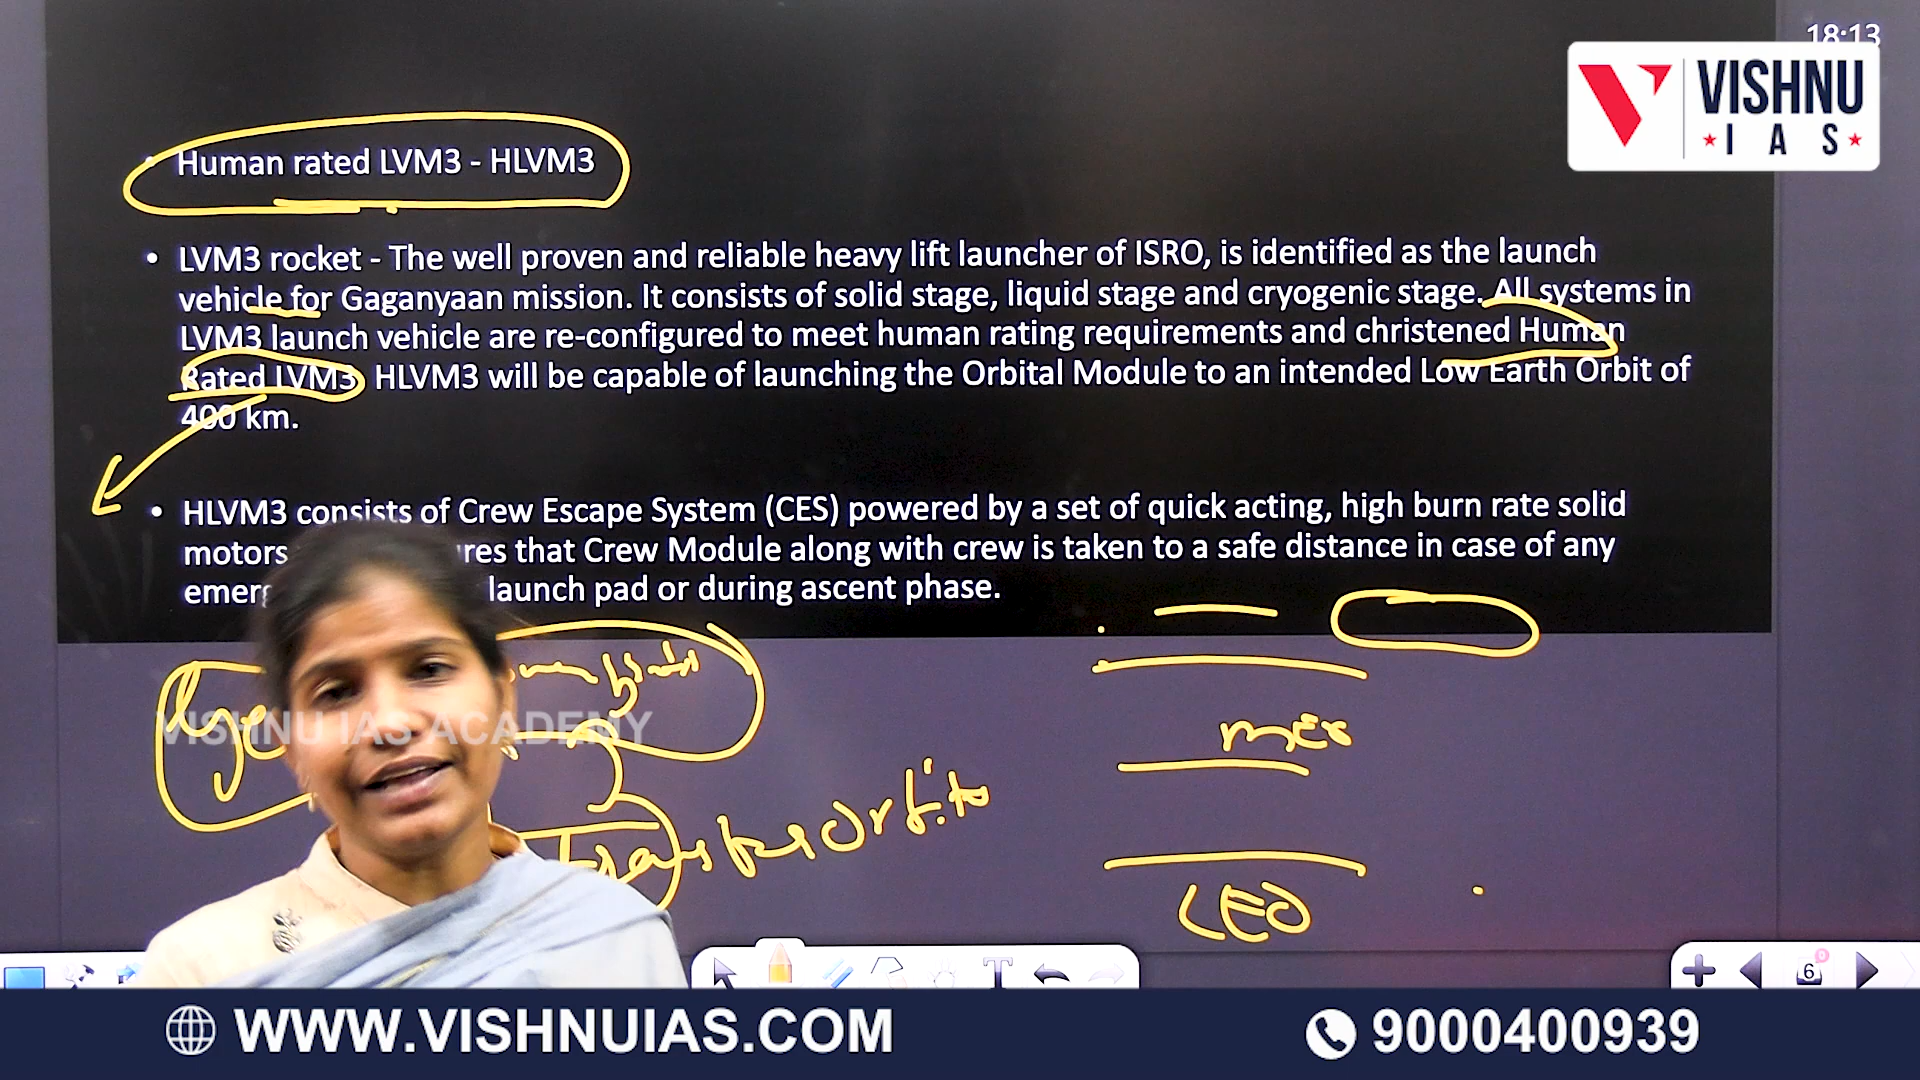 18:13
VISHNU
IAS
Human rated LVM3 - HLVM3
• LVM3 rocket - The well proven and reliable heavy lift launcher of ISRO, is identified as the launch
vehicle for Gaganyaan mission. It consists of solid stage, liquid stage and cryogenic stage. All systems in
LVM3 launch vehicle are re-configured to meet human rating requirements and christened Human
Rated LVM3. HLVM3 will be capable of launching the Orbital Module to an intended Low Earth Orbit of
400 km.
• HLVM3 consists of Crew Escape System (CES) powered by a set of quick acting, high burn rate solid
motors that Crew Module along with crew is taken to a safe distance in case of any
launch pad or during ascent phase.
VISHNU IAS ACADEMY
MEO
Transfer Orbit
LEO
6
WWW.VISHNUIAS.COM
9000400939